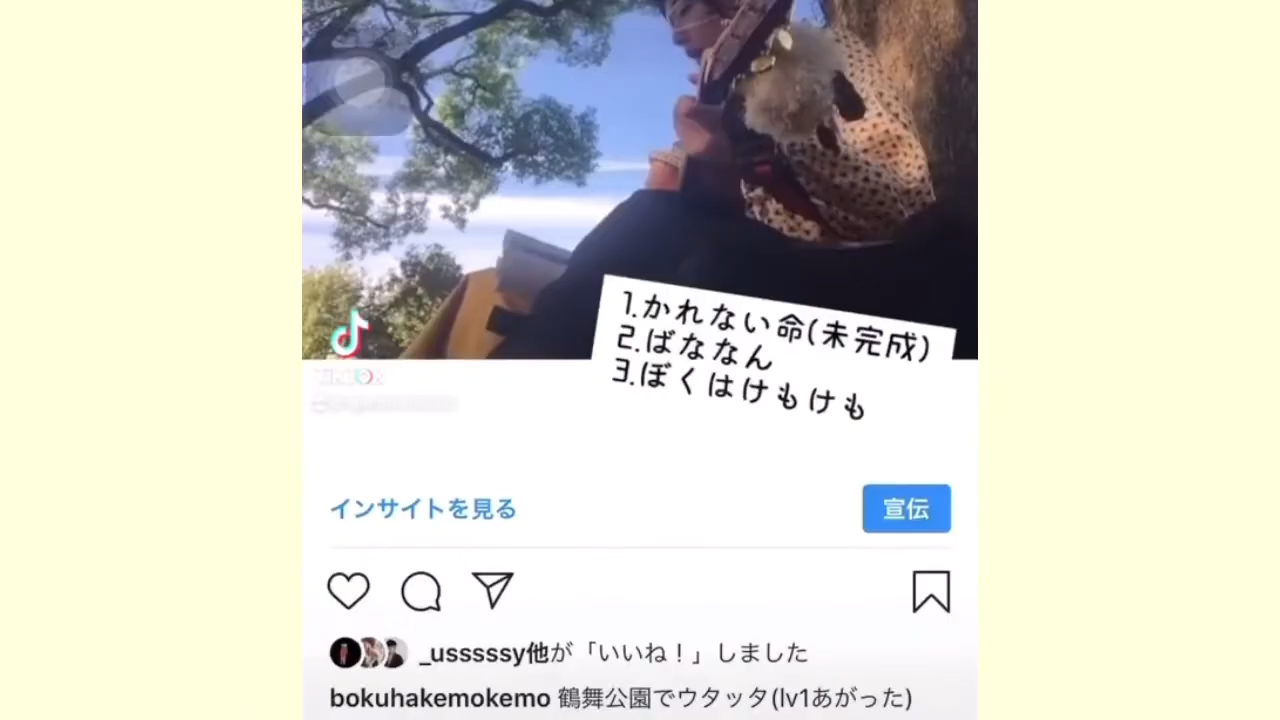 1.かれない命(未完成)
2.ばななん
3.ぼくはけもけも
インサイトを見る
宣伝
_usssssy他が「いいね！」しました
bokuhakemokemo 鶴舞公園でウタッタ(lv1あがった)